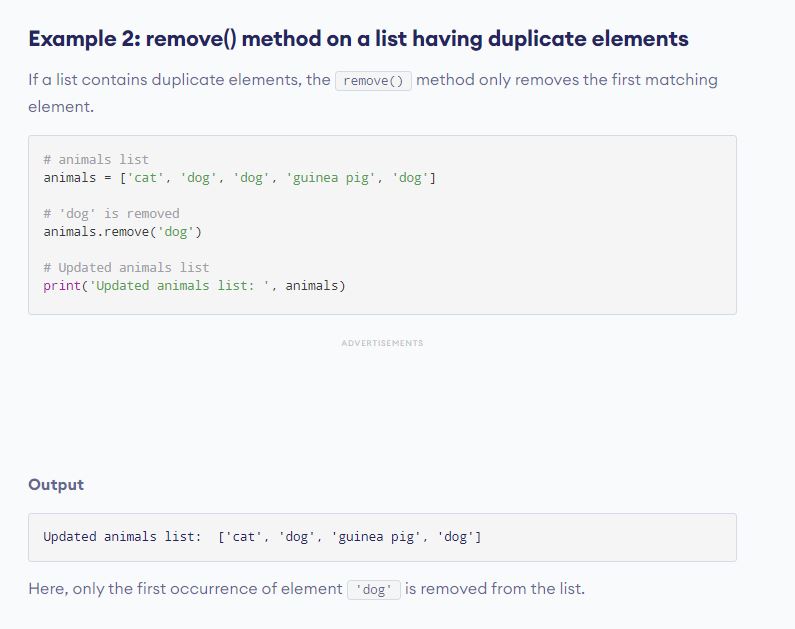 Example 2: remove() method on a list having duplicate elements
If a list contains duplicate elements, the remove() method only removes the first matching
element.
# animals list
animals = ['cat', 'dog', 'dog', 'guinea pig', 'dog']
# 'dog' is removed
animals.remove('dog')
# Updated animals list
print('Updated animals list: ', animals)
ADVERTISEMENTS
Output
Updated animals list:  ['cat', 'dog', 'guinea pig', 'dog']
Here, only the first occurrence of element 'dog' is removed from the list.